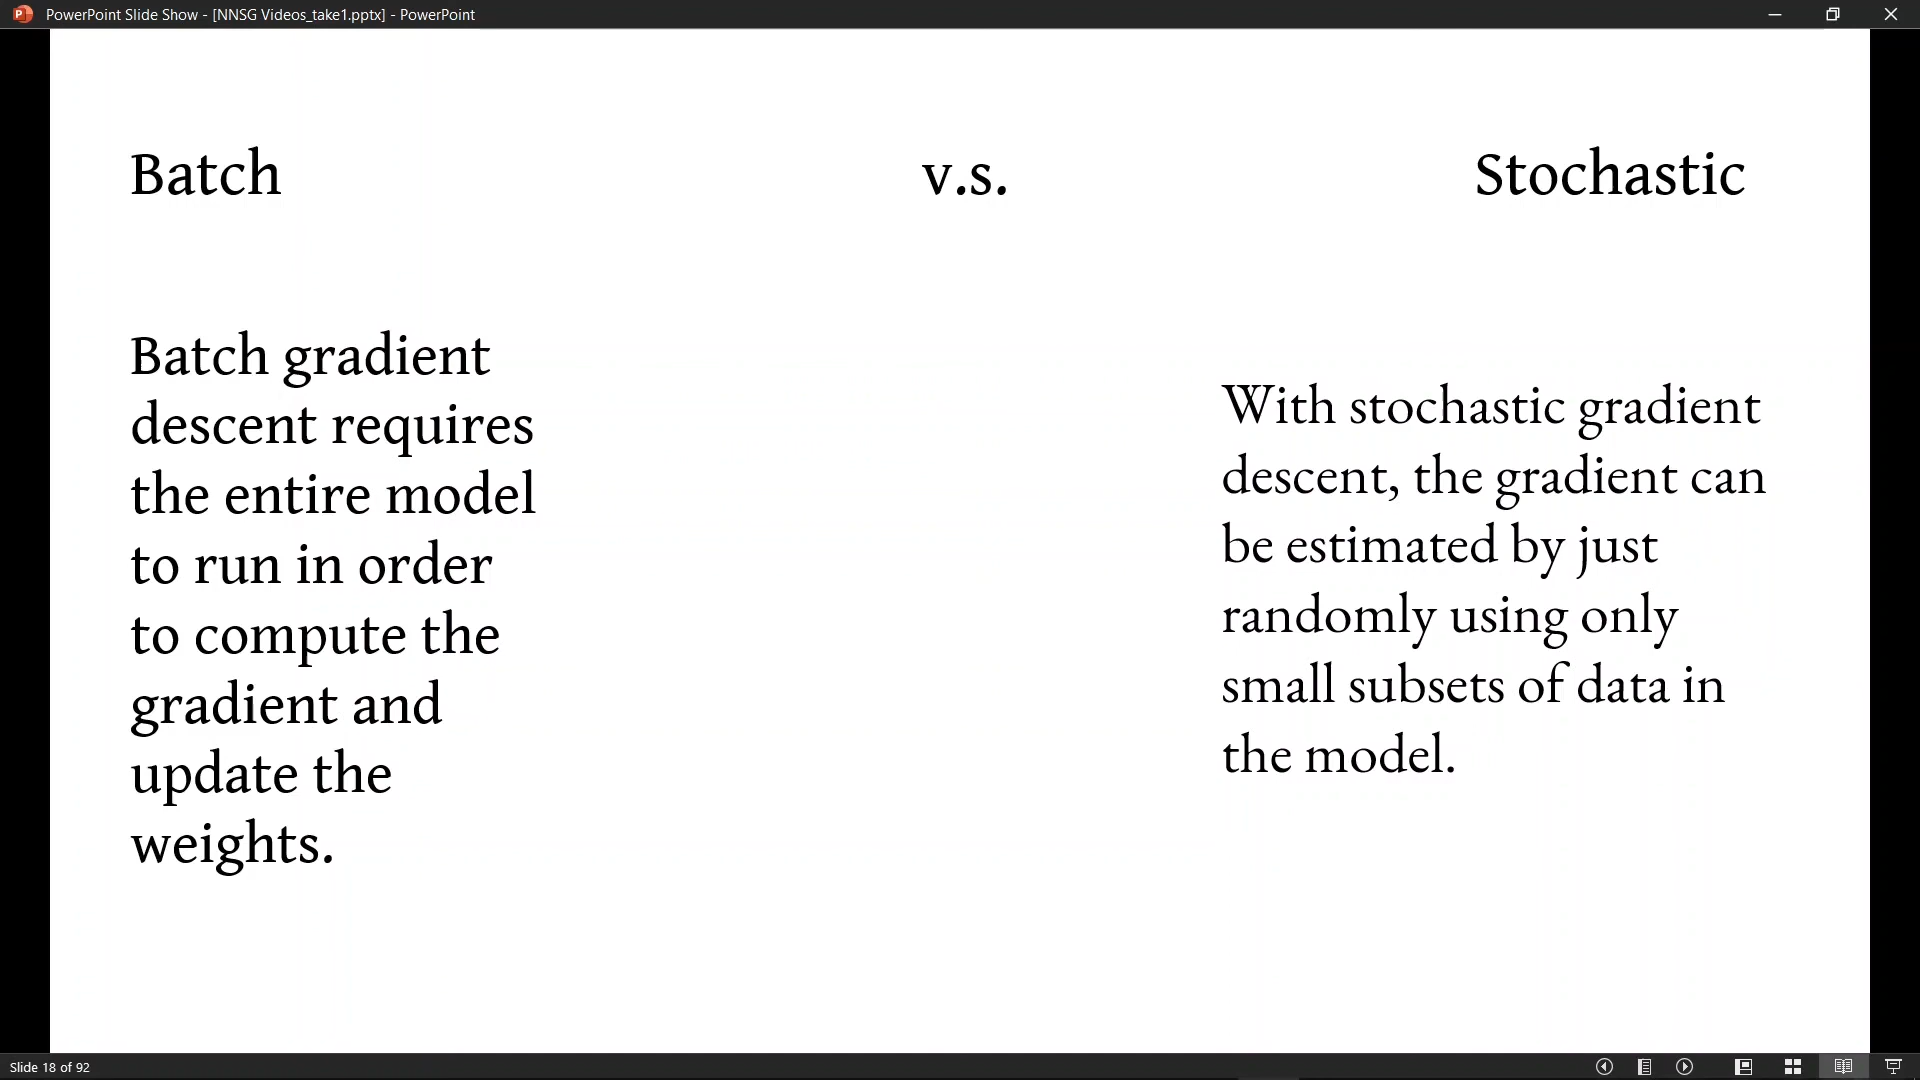 PowerPoint Slide Show - [NNSG Videos_take1.pptx] - PowerPoint
Batch
v.s.
Stochastic
Batch gradient
descent requires
the entire model
to run in order
to compute the
gradient and
update the
weights.
With stochastic gradient
descent, the gradient can
be estimated by just
randomly using only
small subsets of data in
the model.
Slide 18 of 92